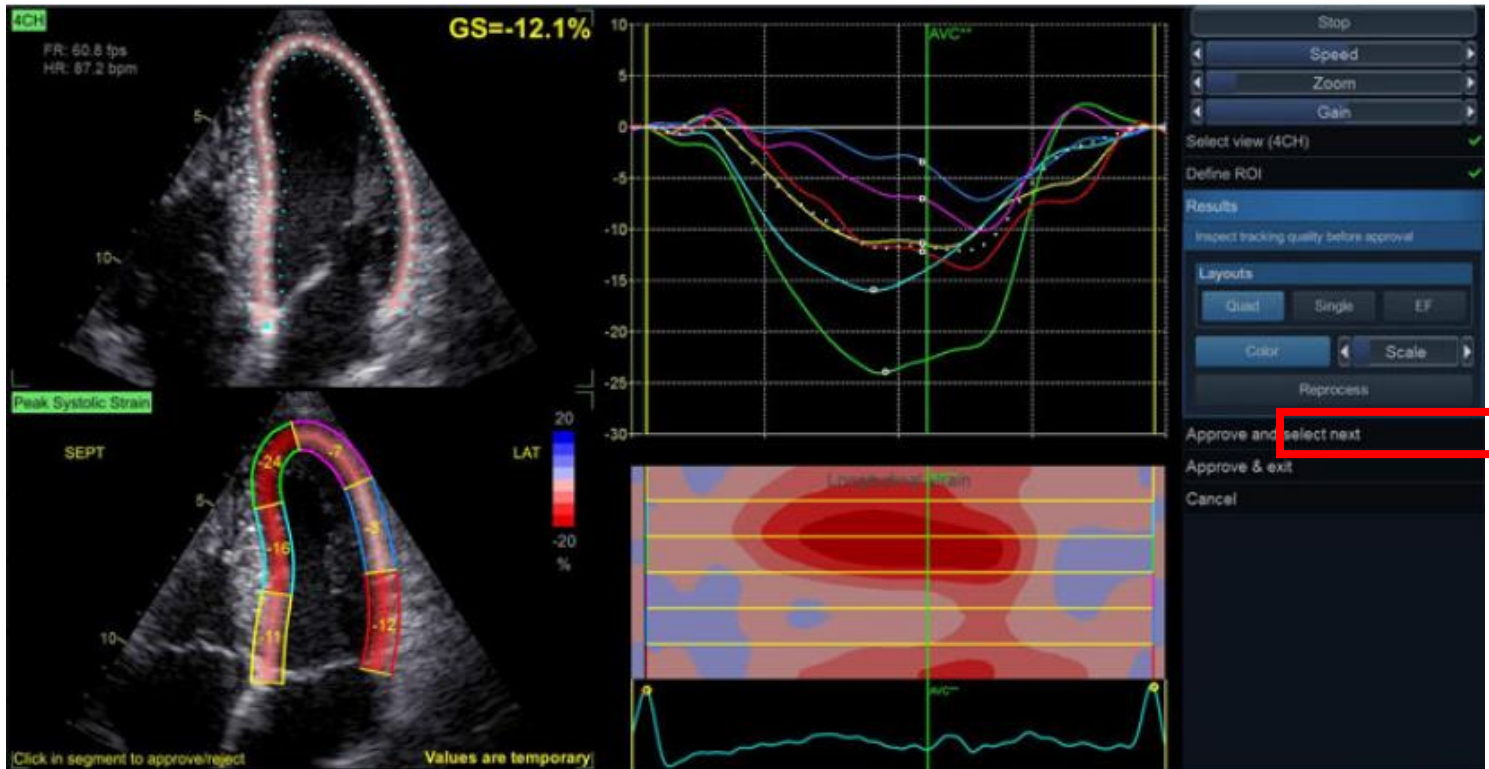 4CH
GS=-12.1%
FR: 60.8 fps
HR: 87.2 bpm
5
10
10
5
0
-5
-10
-15
-20
-25
-30
AVC**
Peak Systolic Strain
SEPT
LAT
20
-20
%
-24
-7
-16
-3
-11
-12
5
10
Click in segment to approve/reject
Values are temporary
Longitudinal Strain
AVC**
Stop
Speed
Zoom
Gain
Select view (4CH)
Define ROI
Results
Inspect tracking quality before approval
Layouts
Quad Single EF
Color Scale
Reprocess
Approve and select next
Approve & exit
Cancel